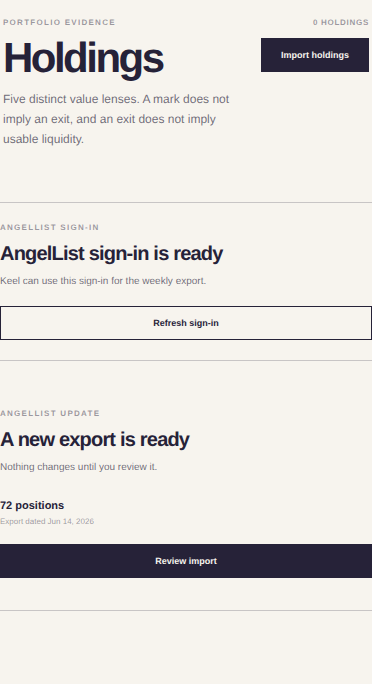 PORTFOLIO EVIDENCE
0 HOLDINGS
Holdings
Import holdings
Five distinct value lenses. A mark does not
imply an exit, and an exit does not imply
usable liquidity.
ANGELLIST SIGN-IN
AngelList sign-in is ready
Keel can use this sign-in for the weekly export.
Refresh sign-in
ANGELLIST UPDATE
A new export is ready
Nothing changes until you review it.
72 positions
Export dated Jun 14, 2026
Review import